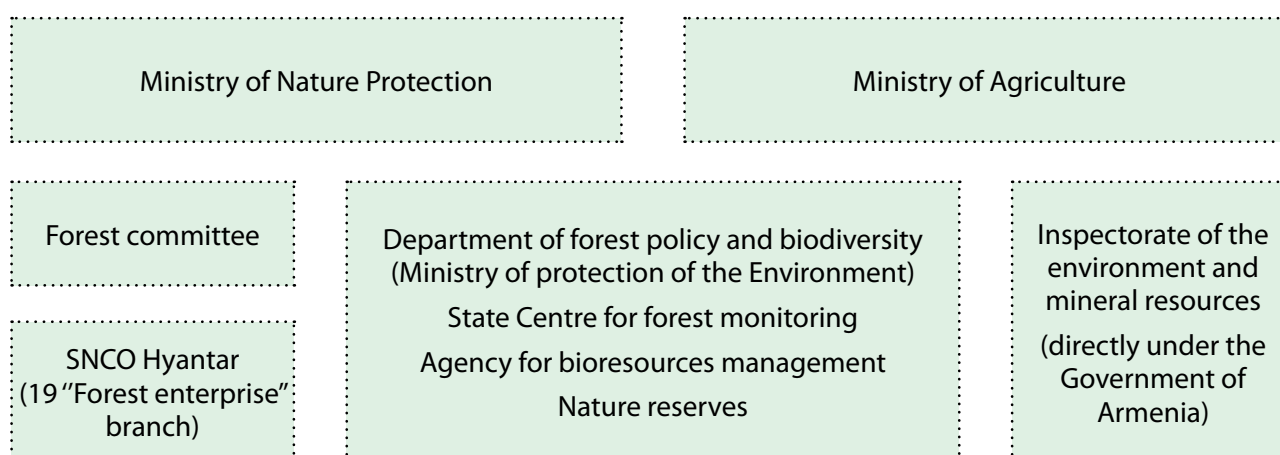 Ministry of Nature Protection
Ministry of Agriculture
Forest committee
SNCO Hyantar
(19 ‘’Forest enterprise”
branch)
Department of forest policy and biodiversity
(Ministry of protection of the Environment)
State Centre for forest monitoring
Agency for bioresources management
Nature reserves
Inspectorate of the
environment and
mineral resources
(directly under the
Government of
Armenia)